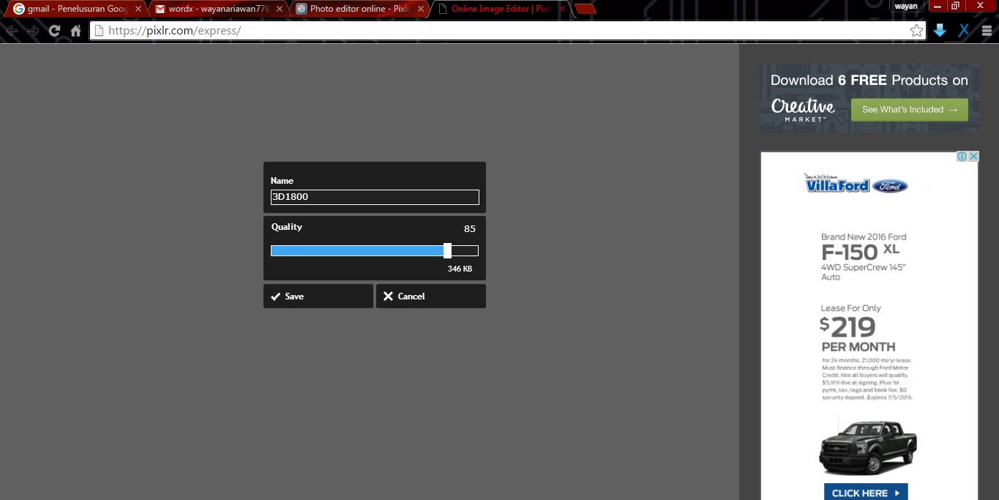 gmail - Penelusuran Goog
wordx - wayanariawan77@
Photo editor online - Pixlr
Online Image Editor | Pixlr
wayan
https://pixlr.com/express/
Download 6 FREE Products on
Creative
MARKET™
See What's Included →
Name
3D1800
Quality
85
346 KB
Save
Cancel
VillaFord
Ford
Brand New 2016 Ford
F-150 XL
4WD SuperCrew 145"
Auto
Lease For Only
$219
PER MONTH
for 24 months. 21,000 mi/yr lease.
Must finance through Ford Motor
Credit. Not all buyers will qualify.
$5,919 due at signing. Plus 1st
pymt, tax, tags and bank fee. $0
security deposit. Expires 7/5/2016.
CLICK HERE